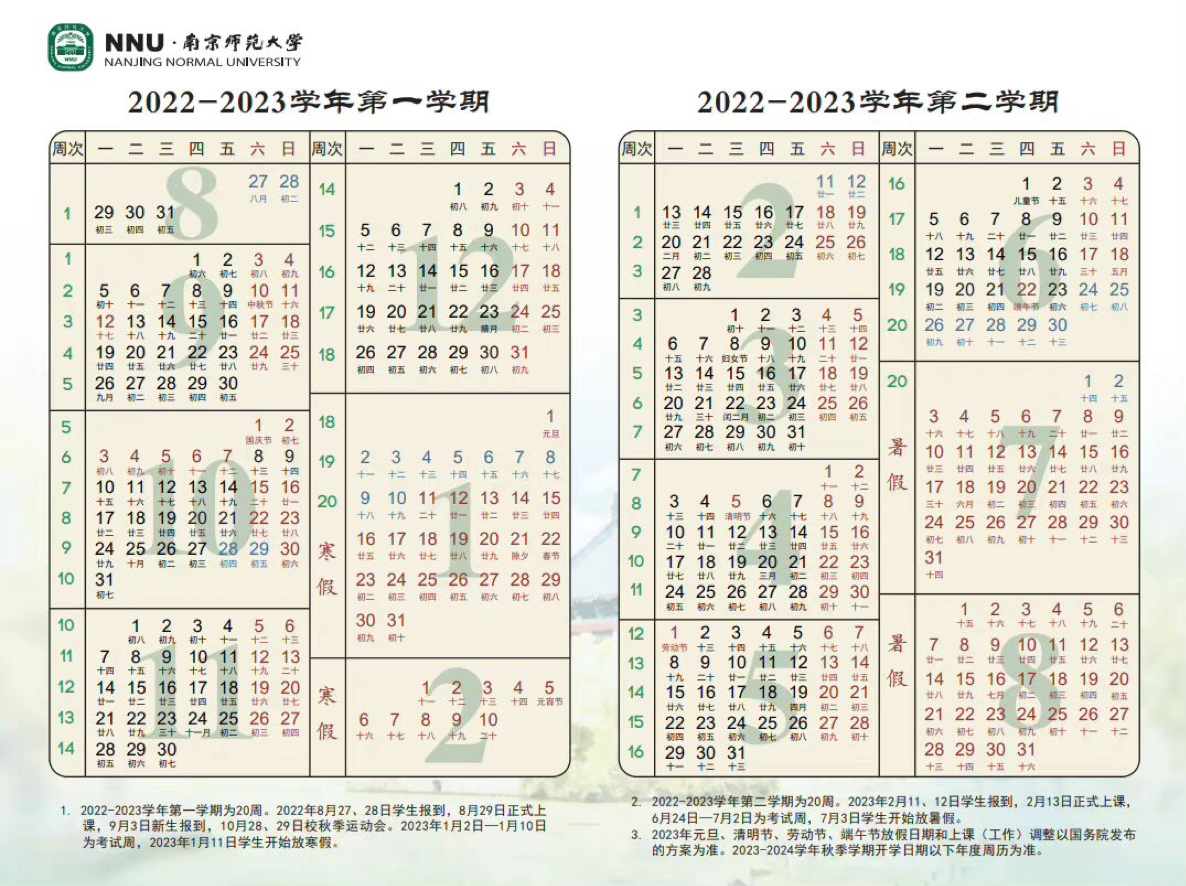 NNU·南京师范大学
NANJING NORMAL UNIVERSITY
2022-2023学年第一学期
周次 一 二 三 四 五 六 日
8
27 28
八月 初二
1 29 30 31
初三 初四 初五
9
1 1 2 3 4
初六 初七 初八 初九
2 5 6 7 8 9 10 11
初十 十一 十二 十三 十四 中秋节 十六
3 12 13 14 15 16 17 18
十七 十八 十九 二十 廿一 廿二 廿三
4 19 20 21 22 23 24 25
廿四 廿五 廿六 廿七 廿八 廿九 三十
5 26 27 28 29 30
九月 初二 初三 初四 初五
10
5 1 2
国庆节 初七
6 3 4 5 6 7 8 9
初八 初九 初十 十一 十二 十三 十四
7 10 11 12 13 14 15 16
十五 十六 十七 十八 十九 二十 廿一
8 17 18 19 20 21 22 23
廿二 廿三 廿四 廿五 廿六 廿七 廿八
9 24 25 26 27 28 29 30
廿九 十月 初二 初三 初四 初五 初六
10 31
初七
11
10 1 2 3 4 5 6
初八 初九 初十 十一 十二 十三
11 7 8 9 10 11 12 13
十四 十五 十六 十七 十八 十九 二十
12 14 15 16 17 18 19 20
廿一 廿二 廿三 廿四 廿五 廿六 廿七
13 21 22 23 24 25 26 27
廿八 廿九 三十 十一月 初二 初三 初四
14 28 29 30
初五 初六 初七
周次 一 二 三 四 五 六 日
12
14 1 2 3 4
初八 初九 初十 十一
15 5 6 7 8 9 10 11
十二 十三 十四 十五 十六 十七 十八
16 12 13 14 15 16 17 18
十九 二十 廿一 廿二 廿三 廿四 廿五
17 19 20 21 22 23 24 25
廿六 廿七 廿八 廿九 腊月 初二 初三
18 26 27 28 29 30 31
初四 初五 初六 初七 初八 初九
1
18 1
元旦
19 2 3 4 5 6 7 8
十一 十二 十三 十四 十五 十六 十七
20 9 10 11 12 13 14 15
十八 十九 二十 廿一 廿二 廿三 廿四
寒假
16 17 18 19 20 21 22
廿五 廿六 廿七 廿八 廿九 除夕 春节
23 24 25 26 27 28 29
初二 初三 初四 初五 初六 初七 初八
30 31
初九 初十
2
寒假
1 2 3 4 5
十一 十二 十三 十四 元宵节
6 7 8 9 10
十六 十七 十八 十九 二十
1. 2022-2023学年第一学期为20周。2022年8月27、28日学生报到，8月29日正式上
课，9月3日新生报到，10月28、29日校秋季运动会。2023年1月2日—1月10日
为考试周，2023年1月11日学生开始放寒假。
2022-2023学年第二学期
周次 一 二 三 四 五 六 日
2
11 12
廿一 廿二
1 13 14 15 16 17 18 19
廿三 廿四 廿五 廿六 廿七 廿八 廿九
2 20 21 22 23 24 25 26
二月 初二 初三 初四 初五 初六 初七
3 27 28
初八 初九
3
3 1 2 3 4 5
初十 十一 十二 十三 十四
4 6 7 8 9 10 11 12
十五 十六 妇女节 十八 十九 二十 廿一
5 13 14 15 16 17 18 19
廿二 廿三 廿四 廿五 廿六 廿七 廿八
6 20 21 22 23 24 25 26
廿九 三十 闰二月 初二 初三 初四 初五
7 27 28 29 30 31
初六 初七 初八 初九 初十
4
7 1 2
十一 十二
8 3 4 5 6 7 8 9
十三 十四 清明节 十六 十七 十八 十九
9 10 11 12 13 14 15 16
二十 廿一 廿二 廿三 廿四 廿五 廿六
10 17 18 19 20 21 22 23
廿七 廿八 廿九 三月 初二 初三 初四
11 24 25 26 27 28 29 30
初五 初六 初七 初八 初九 初十 十一
5
12 1 2 3 4 5 6 7
劳动节 十三 十四 十五 十六 十七 十八
13 8 9 10 11 12 13 14
十九 二十 廿一 廿二 廿三 廿四 廿五
14 15 16 17 18 19 20 21
廿六 廿七 廿八 廿九 四月 初二 初三
15 22 23 24 25 26 27 28
初四 初五 初六 初七 初八 初九 初十
16 29 30 31
十一 十二 十三
周次 一 二 三 四 五 六 日
6
16 1 2 3 4
儿童节 十五 十六 十七
17 5 6 7 8 9 10 11
十八 十九 二十 廿一 廿二 廿三 廿四
18 12 13 14 15 16 17 18
廿五 廿六 廿七 廿八 廿九 三十 五月
19 19 20 21 22 23 24 25
初二 初三 初四 端午节 初六 初七 初八
20 26 27 28 29 30
初九 初十 十一 十二 十三
7
20 1 2
十四 十五
暑假
3 4 5 6 7 8 9
十六 十七 十八 十九 二十 廿一 廿二
10 11 12 13 14 15 16
廿三 廿四 廿五 廿六 廿七 廿八 廿九
17 18 19 20 21 22 23
三十 六月 初二 初三 初四 初五 初六
24 25 26 27 28 29 30
初七 初八 初九 初十 十一 十二 十三
31
十四
8
暑假
1 2 3 4 5 6
十五 十六 十七 十八 十九 二十
7 8 9 10 11 12 13
廿一 廿二 廿三 廿四 廿五 廿六 廿七
14 15 16 17 18 19 20
廿八 廿九 七月 初二 初三 初四 初五
21 22 23 24 25 26 27
初六 初七 初八 初九 初十 十一 十二
28 29 30 31
十三 十四 十五 十六
2. 2022-2023学年第二学期为20周。2023年2月11、12日学生报到，2月13日正式上课，
6月24日—7月2日为考试周，7月3日学生开始放暑假。
3. 2023年元旦、清明节、劳动节、端午节放假日期和上课（工作）调整以国务院发布
的方案为准。2023-2024学年秋季学期开学日期以下年度周历为准。